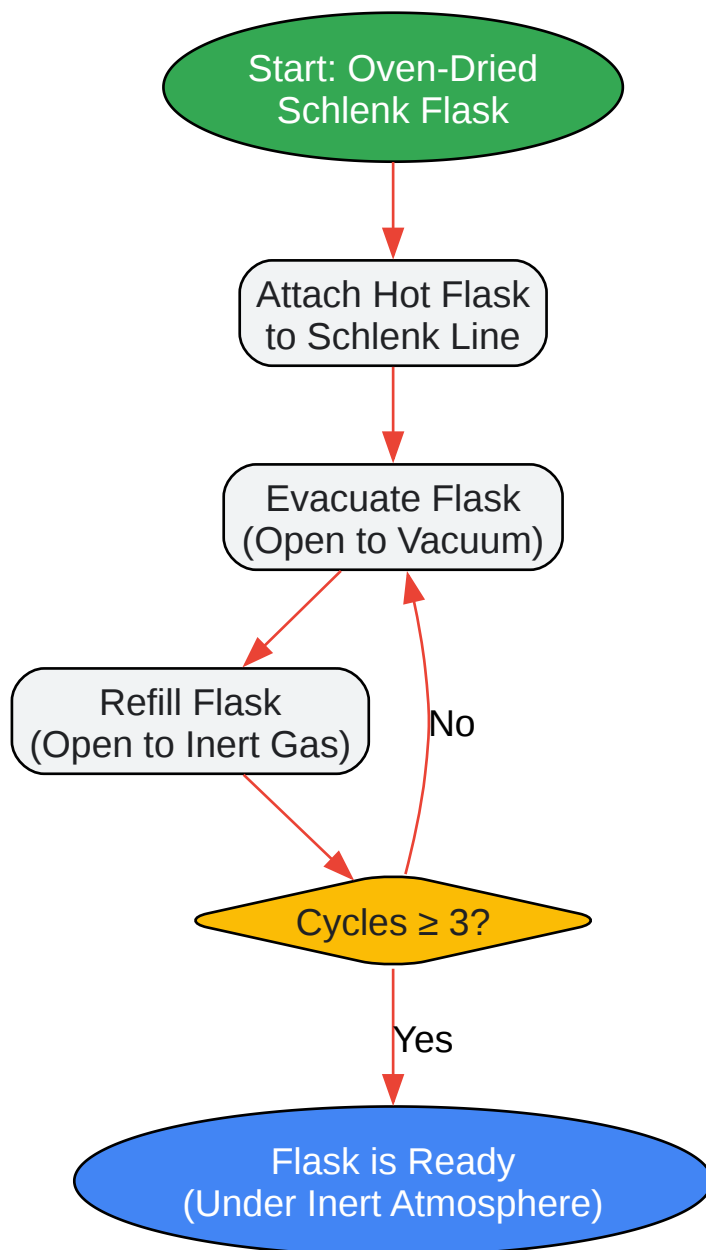 Start: Oven-Dried
Schlenk Flask
Attach Hot Flask
to Schlenk Line
Evacuate Flask
(Open to Vacuum)
Refill Flask
(Open to Inert Gas)
No
Cycles ≥ 3?
Yes
Flask is Ready
(Under Inert Atmosphere)